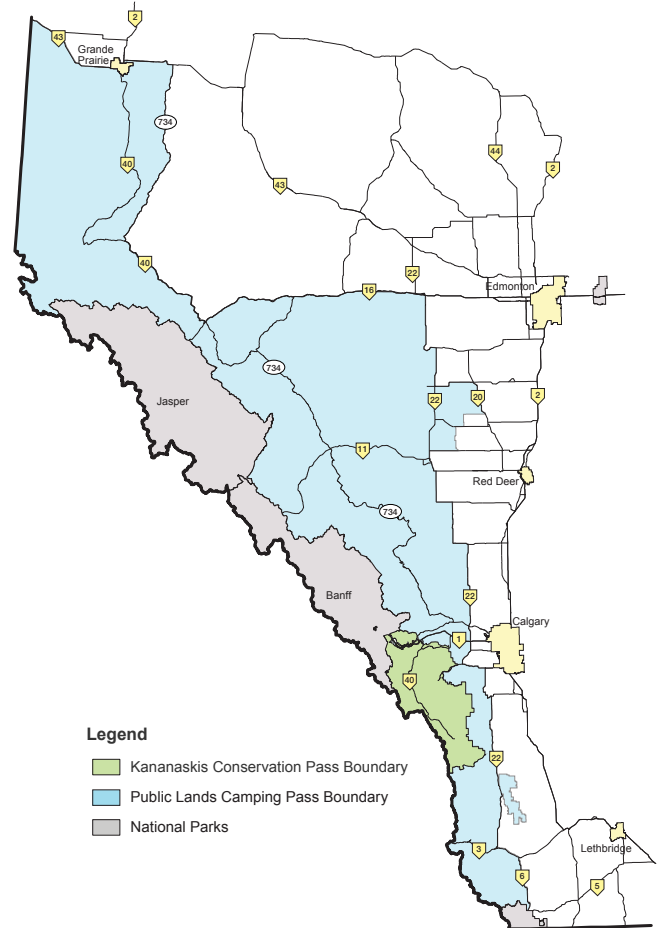 2
43
Grande
Prairie
734
40
44
2
43
40
22
16
Edmonton
734
Jasper
22
20
2
11
Red Deer
734
22
Banff
Calgary
1
40
Legend
Kananaskis Conservation Pass Boundary
22
Public Lands Camping Pass Boundary
National Parks
3
Lethbridge
6
5